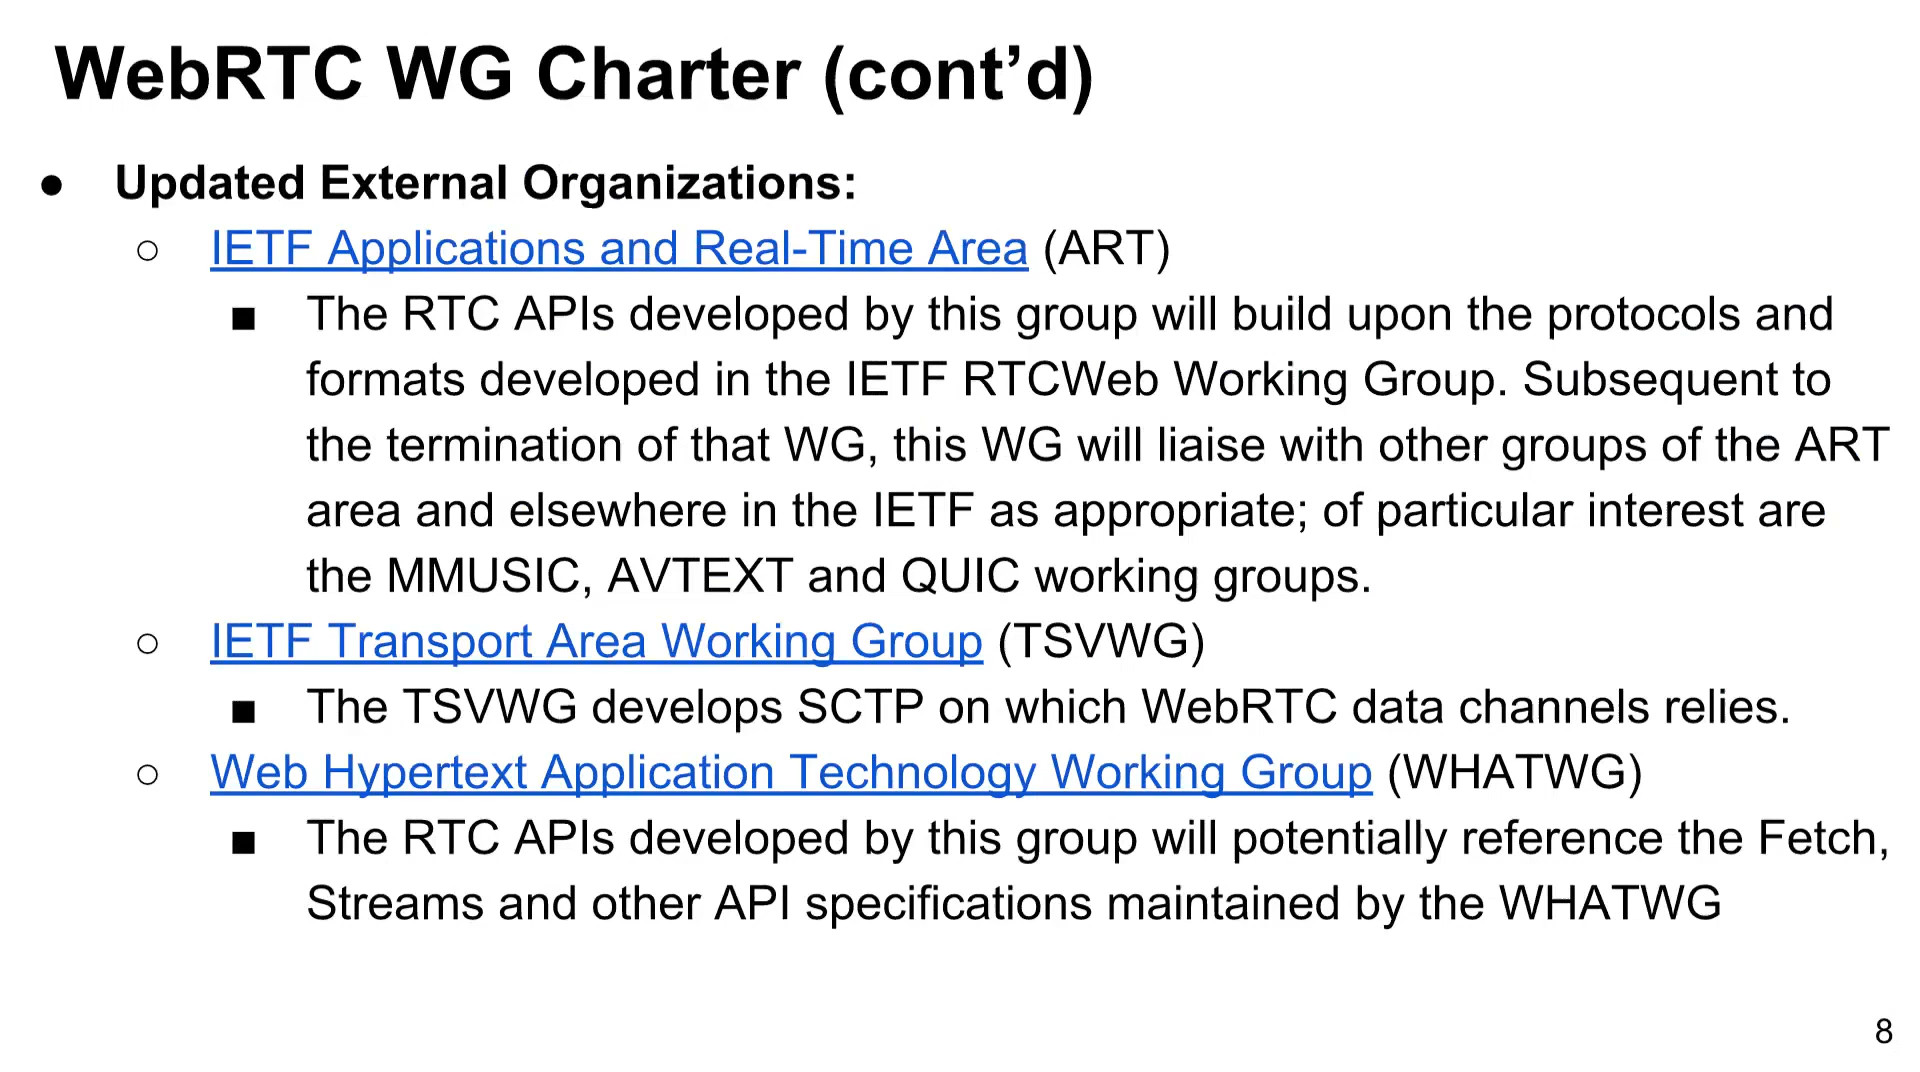 WebRTC WG Charter (cont’d)
● Updated External Organizations:
○ IETF Applications and Real-Time Area (ART)
■ The RTC APIs developed by this group will build upon the protocols and
formats developed in the IETF RTCWeb Working Group. Subsequent to
the termination of that WG, this WG will liaise with other groups of the ART
area and elsewhere in the IETF as appropriate; of particular interest are
the MMUSIC, AVTEXT and QUIC working groups.
○ IETF Transport Area Working Group (TSVWG)
■ The TSVWG develops SCTP on which WebRTC data channels relies.
○ Web Hypertext Application Technology Working Group (WHATWG)
■ The RTC APIs developed by this group will potentially reference the Fetch,
Streams and other API specifications maintained by the WHATWG
8